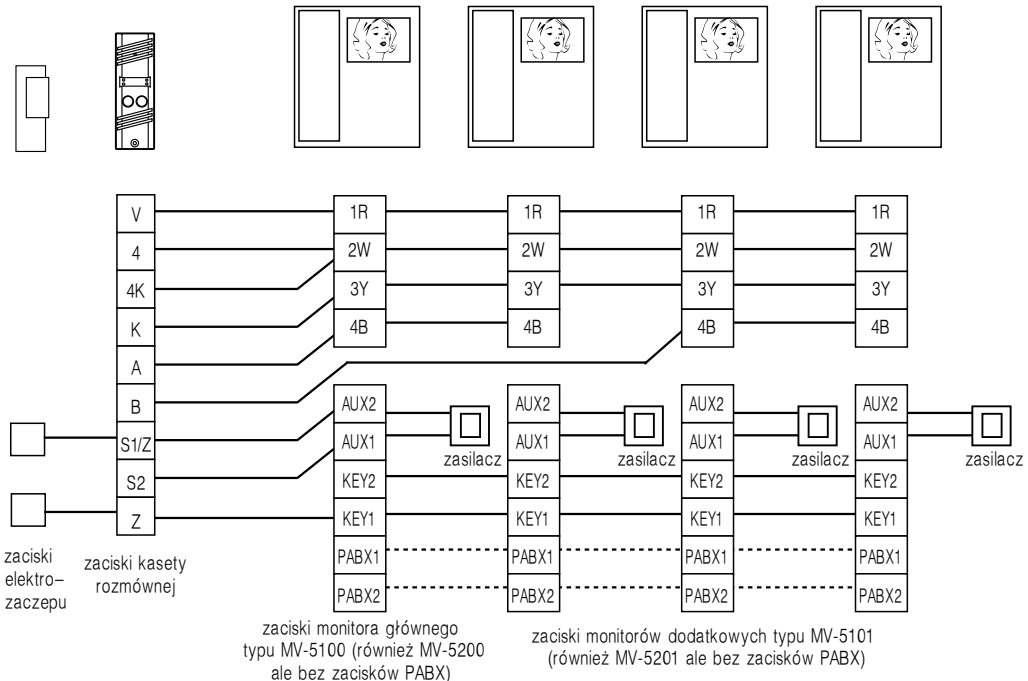 V
4
4K
K
A
B
S1/Z
S2
Z
1R
2W
3Y
4B
1R
2W
3Y
4B
1R
2W
3Y
4B
1R
2W
3Y
4B
AUX2
AUX1
KEY2
KEY1
PABX1
PABX2
AUX2
AUX1
KEY2
KEY1
PABX1
PABX2
AUX2
AUX1
KEY2
KEY1
PABX1
PABX2
AUX2
AUX1
KEY2
KEY1
PABX1
PABX2
zasilacz
zasilacz
zasilacz
zasilacz
zaciski
elektro–
zaczepu
zaciski kasety
rozmównej
zaciski monitora głównego
typu MV-5100 (również MV-5200
ale bez zacisków PABX)
zaciski monitorów dodatkowych typu MV-5101
(również MV-5201 ale bez zacisków PABX)